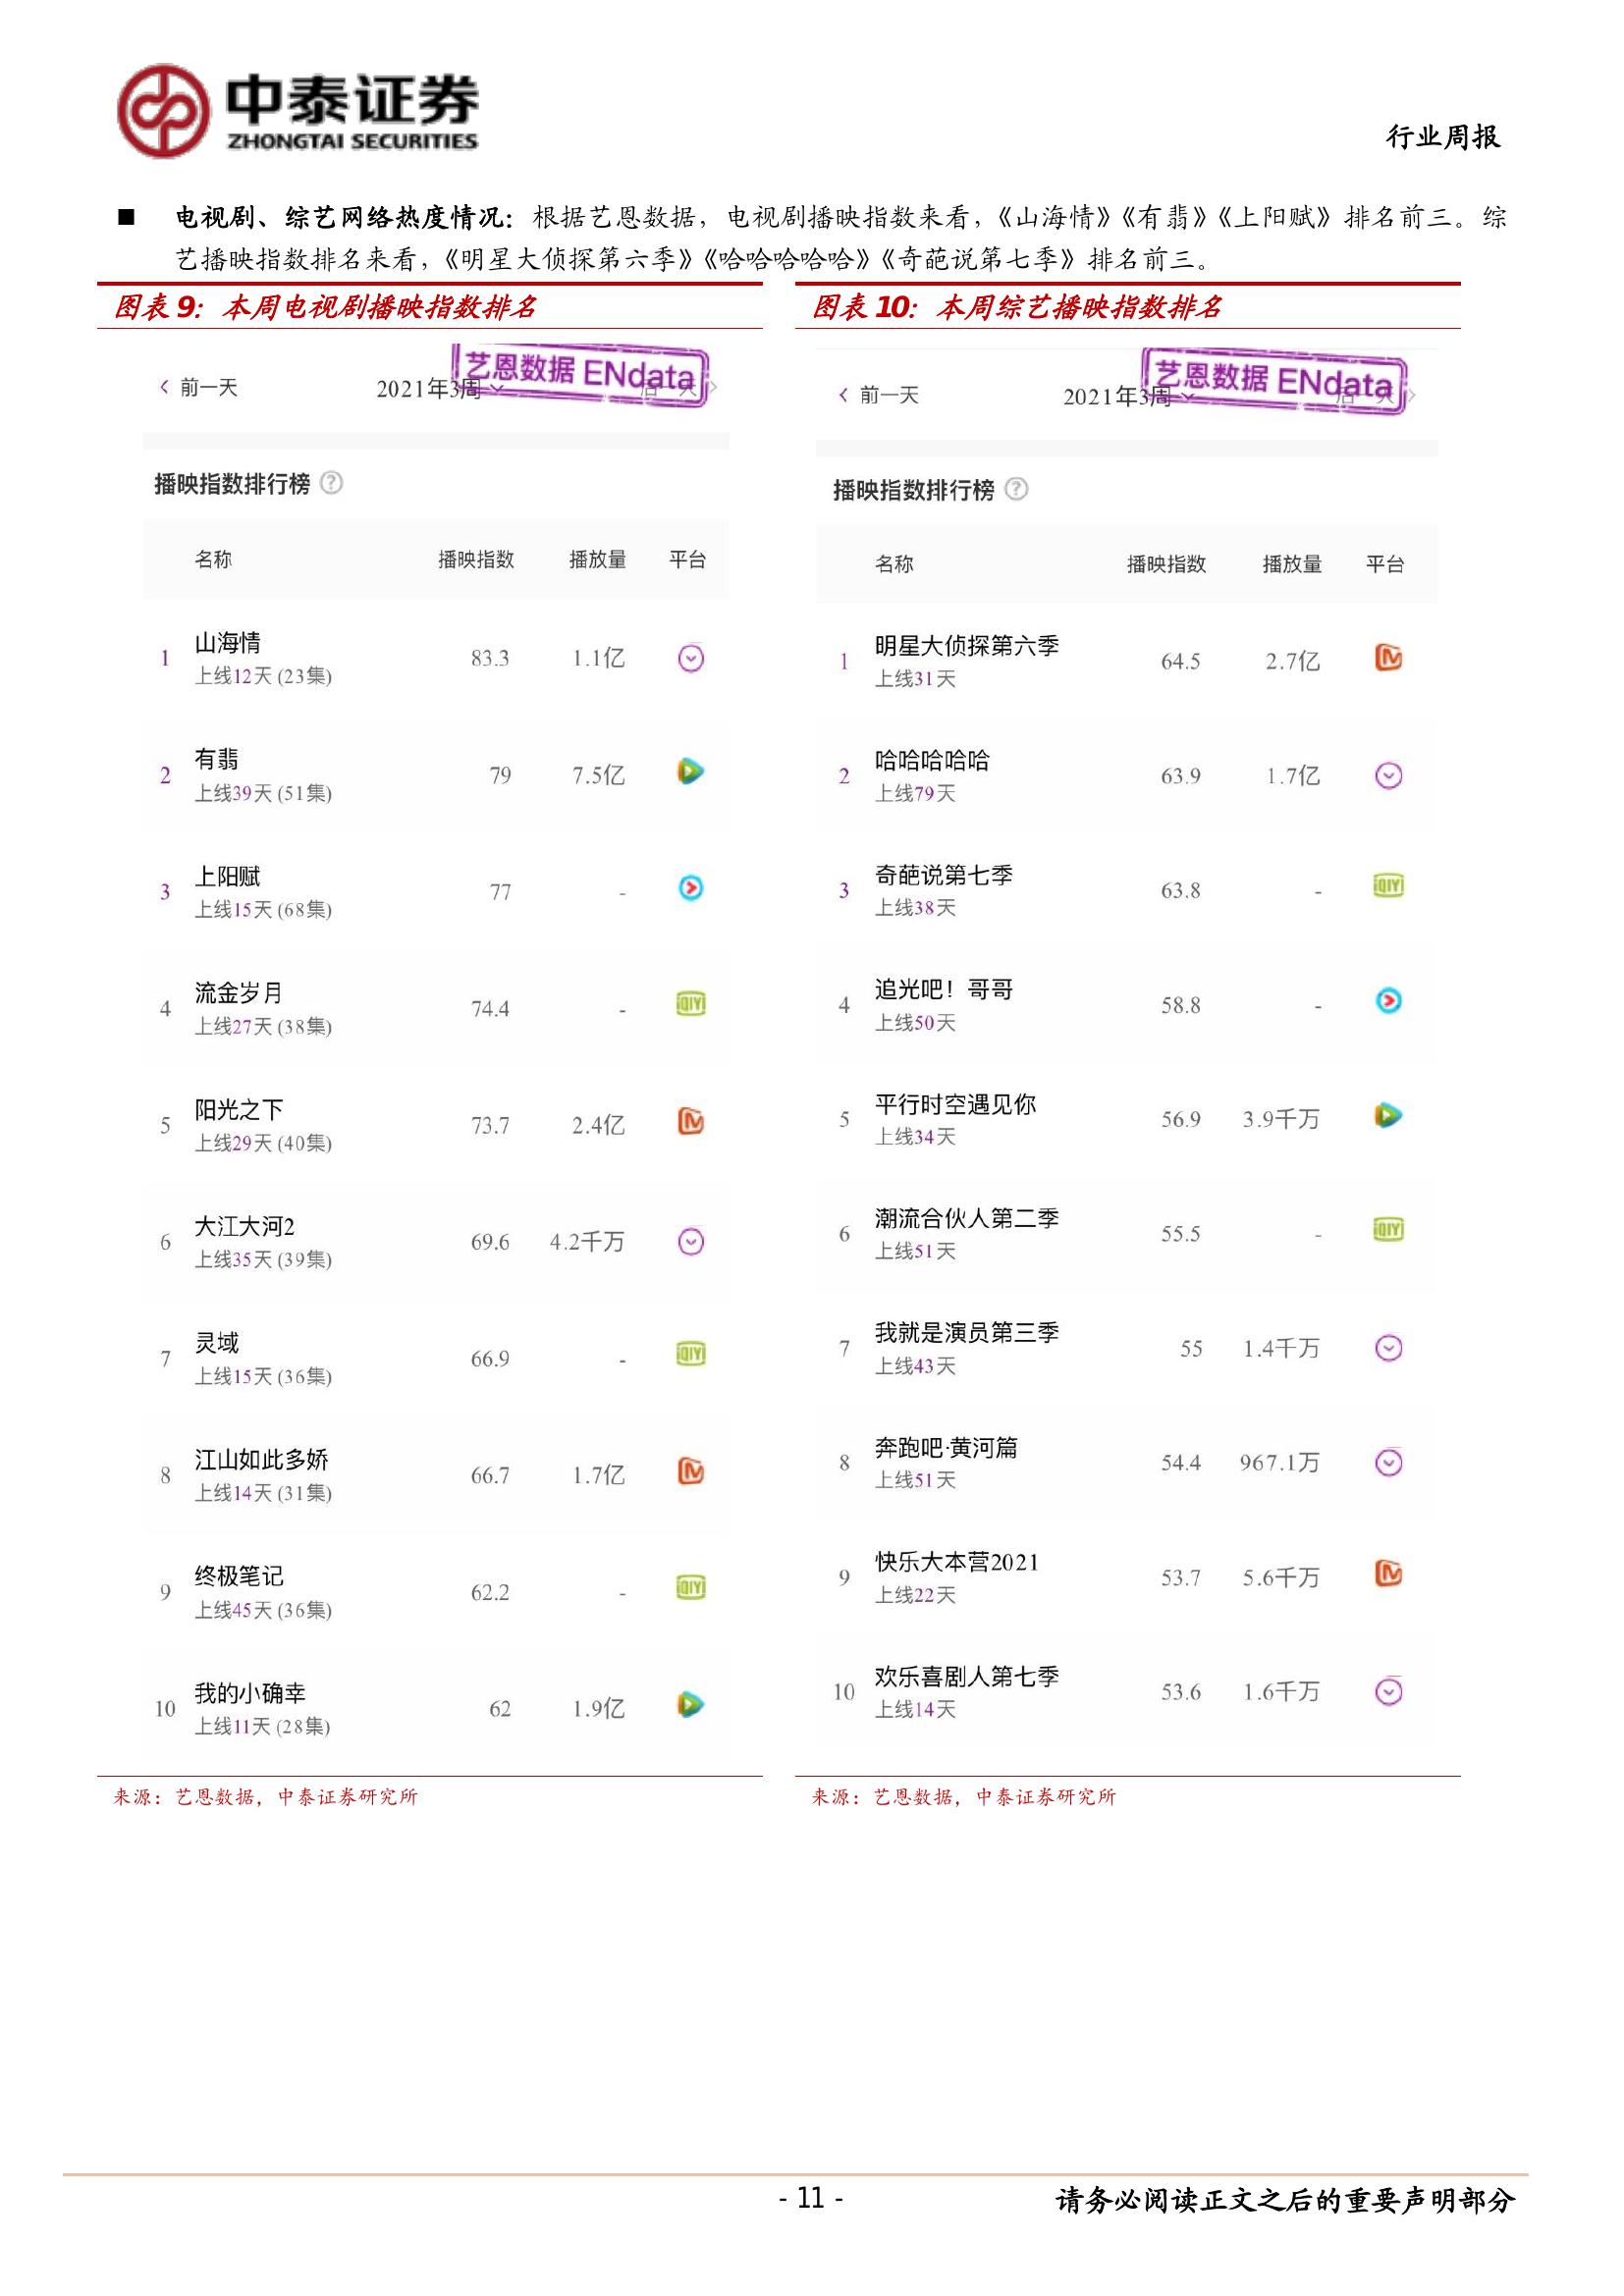 中泰证券
ZHONGTAI SECURITIES
行业周报
■ 电视剧、综艺网络热度情况：根据艺恩数据，电视剧播映指数来看，《山海情》《有翡》《上阳赋》排名前三。综
艺播映指数排名来看，《明星大侦探第六季》《哈哈哈哈哈》《奇葩说第七季》排名前三。
图表 9：本周电视剧播映指数排名
前一天 2021年3周 后一天
艺恩数据 ENdata
播映指数排行榜 ?
名称 播映指数 播放量 平台
1 山海情 83.3 1.1亿
上线12天 (23集)
2 有翡 79 7.5亿
上线39天 (51集)
3 上阳赋 77 -
上线15天 (68集)
4 流金岁月 74.4 - iQIY
上线27天 (38集)
5 阳光之下 73.7 2.4亿
上线29天 (40集)
6 大江大河2 69.6 4.2千万
上线35天 (39集)
7 灵域 66.9 - iQIY
上线15天 (36集)
8 江山如此多娇 66.7 1.7亿
上线14天 (31集)
9 终极笔记 62.2 - iQIY
上线45天 (36集)
10 我的小确幸 62 1.9亿
上线11天 (28集)
来源：艺恩数据，中泰证券研究所
图表 10：本周综艺播映指数排名
前一天 2021年3周 后一天
艺恩数据 ENdata
播映指数排行榜 ?
名称 播映指数 播放量 平台
1 明星大侦探第六季 64.5 2.7亿
上线31天
2 哈哈哈哈哈 63.9 1.7亿
上线79天
3 奇葩说第七季 63.8 - iQIY
上线38天
4 追光吧！哥哥 58.8 -
上线50天
5 平行时空遇见你 56.9 3.9千万
上线34天
6 潮流合伙人第二季 55.5 - iQIY
上线51天
7 我就是演员第三季 55 1.4千万
上线43天
8 奔跑吧·黄河篇 54.4 967.1万
上线51天
9 快乐大本营2021 53.7 5.6千万
上线22天
10 欢乐喜剧人第七季 53.6 1.6千万
上线14天
来源：艺恩数据，中泰证券研究所
- 11 -
请务必阅读正文之后的重要声明部分